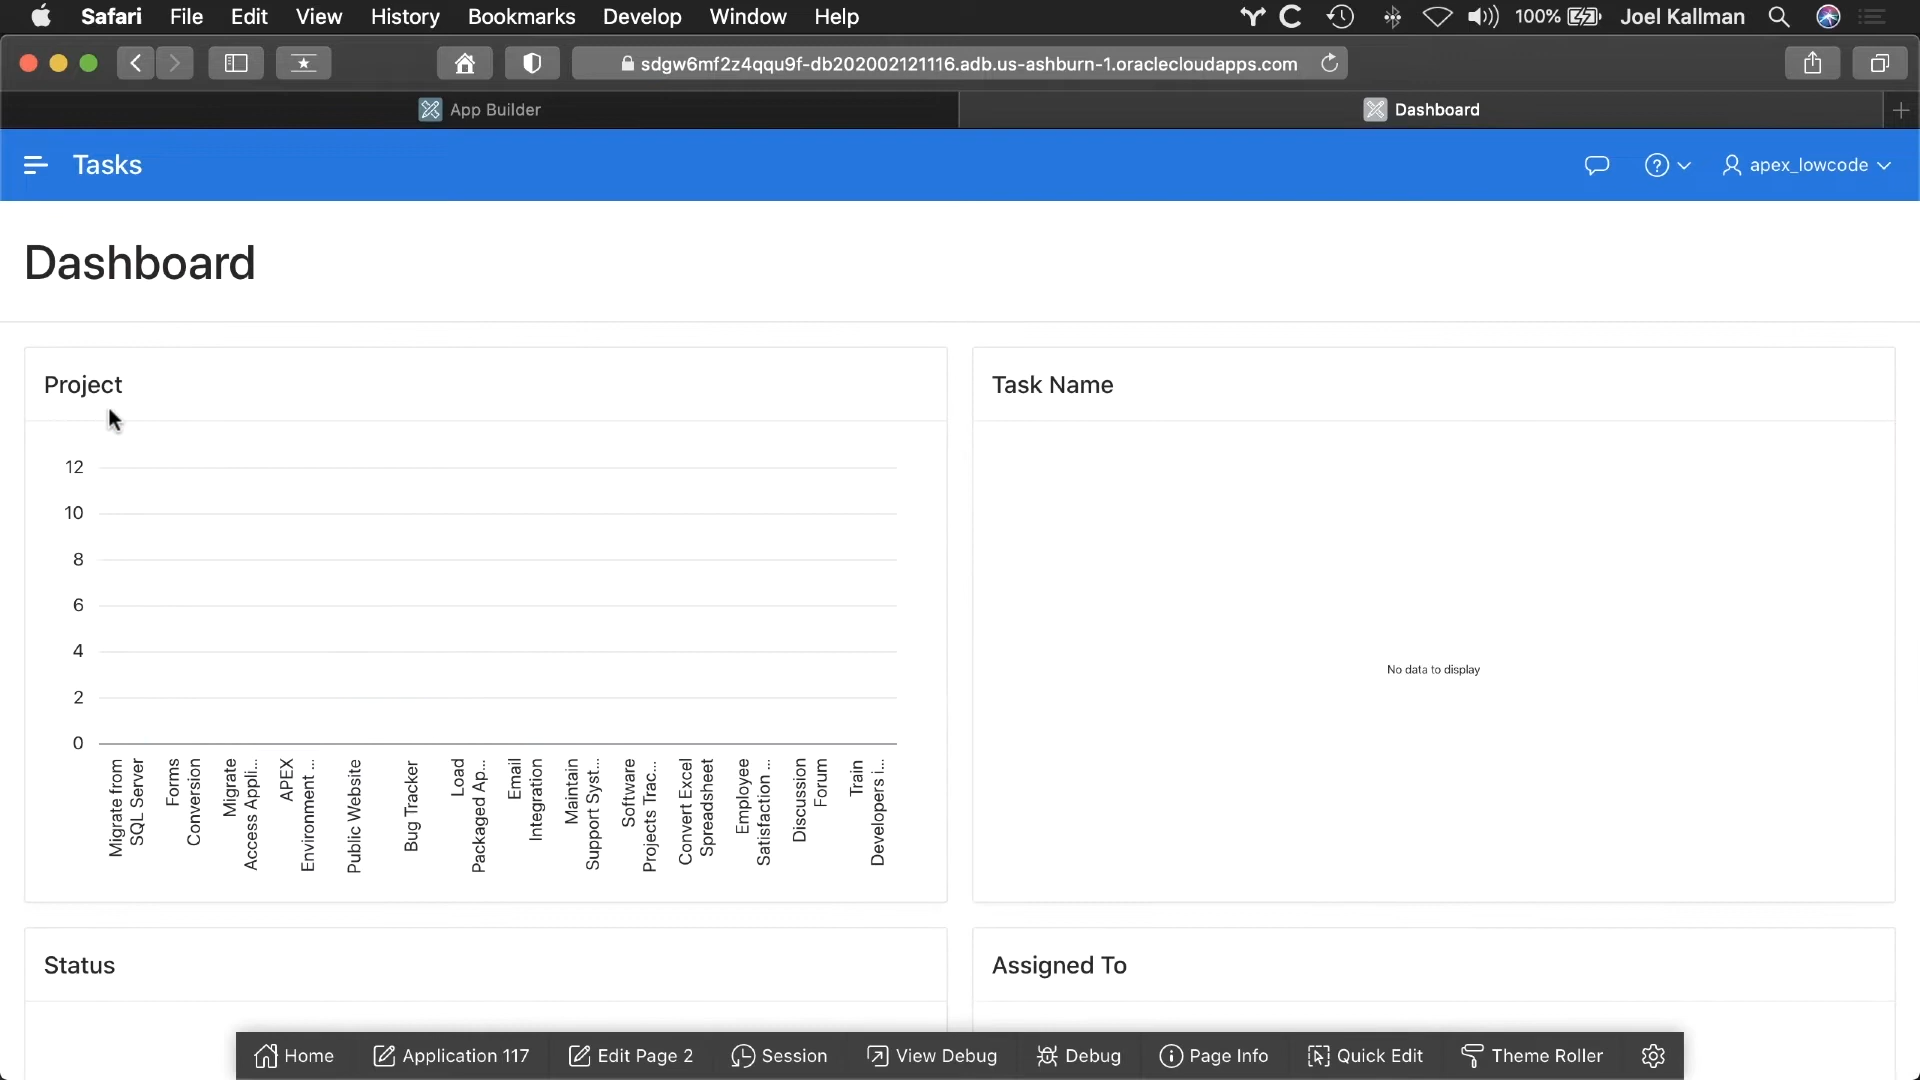 Safari File Edit View History Bookmarks Develop Window Help 100% Joel Kallman
sdgw6mf2z4qqu9f-db202002121116.adb.us-ashburn-1.oraclecloudapps.com
App Builder Dashboard
Tasks apex_lowcode
Dashboard
Project
12
10
8
6
4
2
0
Migrate from
SQL Server
Forms
Conversion
Migrate
Access Appli...
APEX
Environment ...
Public Website
Bug Tracker
Load
Packaged Ap...
Email
Integration
Maintain
Support Syst...
Software
Projects Trac...
Convert Excel
Spreadsheet
Employee
Satisfaction ...
Discussion
Forum
Train
Developers i...
Task Name
No data to display
Status
Assigned To
Home Application 117 Edit Page 2 Session View Debug Debug Page Info Quick Edit Theme Roller